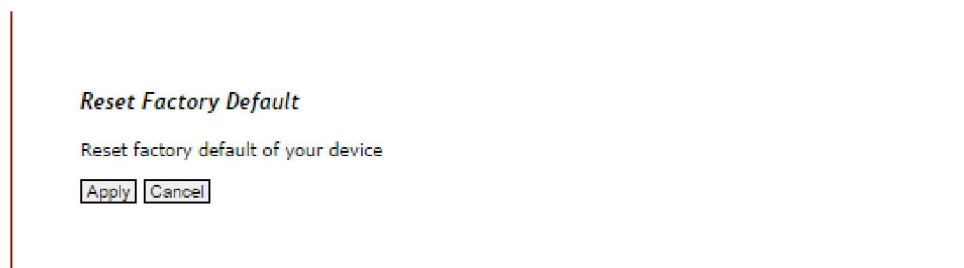 Reset Factory Default
Reset factory default of your device
Apply Cancel